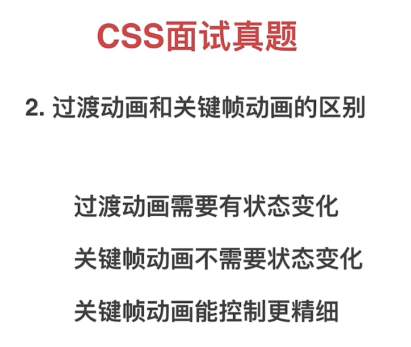 CSS面试真题
2. 过渡动画和关键帧动画的区别
过渡动画需要有状态变化
关键帧动画不需要状态变化
关键帧动画能控制更精细